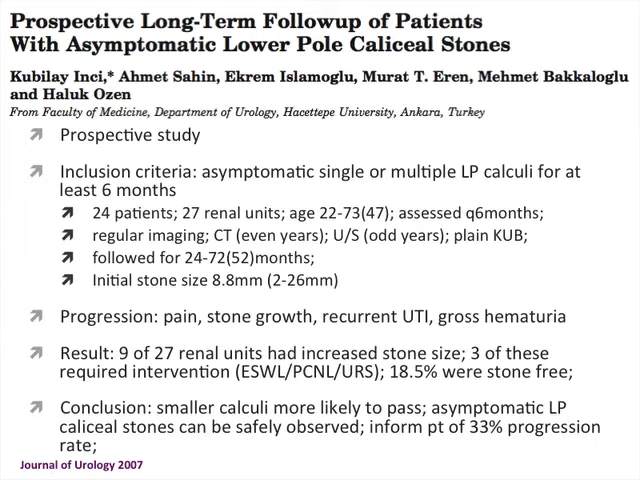 Prospective Long-Term Followup of Patients
With Asymptomatic Lower Pole Caliceal Stones
Kubilay Inci,* Ahmet Sahin, Ekrem Islamoglu, Murat T. Eren, Mehmet Bakkaloglu
and Haluk Ozen
From Faculty of Medicine, Department of Urology, Hacettepe University, Ankara, Turkey
Prospective study
Inclusion criteria: asymptomatic single or multiple LP calculi for at
least 6 months
24 patients; 27 renal units; age 22-73(47); assessed q6months;
regular imaging; CT (even years); U/S (odd years); plain KUB;
followed for 24-72(52)months;
Initial stone size 8.8mm (2-26mm)
Progression: pain, stone growth, recurrent UTI, gross hematuria
Result: 9 of 27 renal units had increased stone size; 3 of these
required intervention (ESWL/PCNL/URS); 18.5% were stone free;
Conclusion: smaller calculi more likely to pass; asymptomatic LP
caliceal stones can be safely observed; inform pt of 33% progression
rate;
Journal of Urology 2007